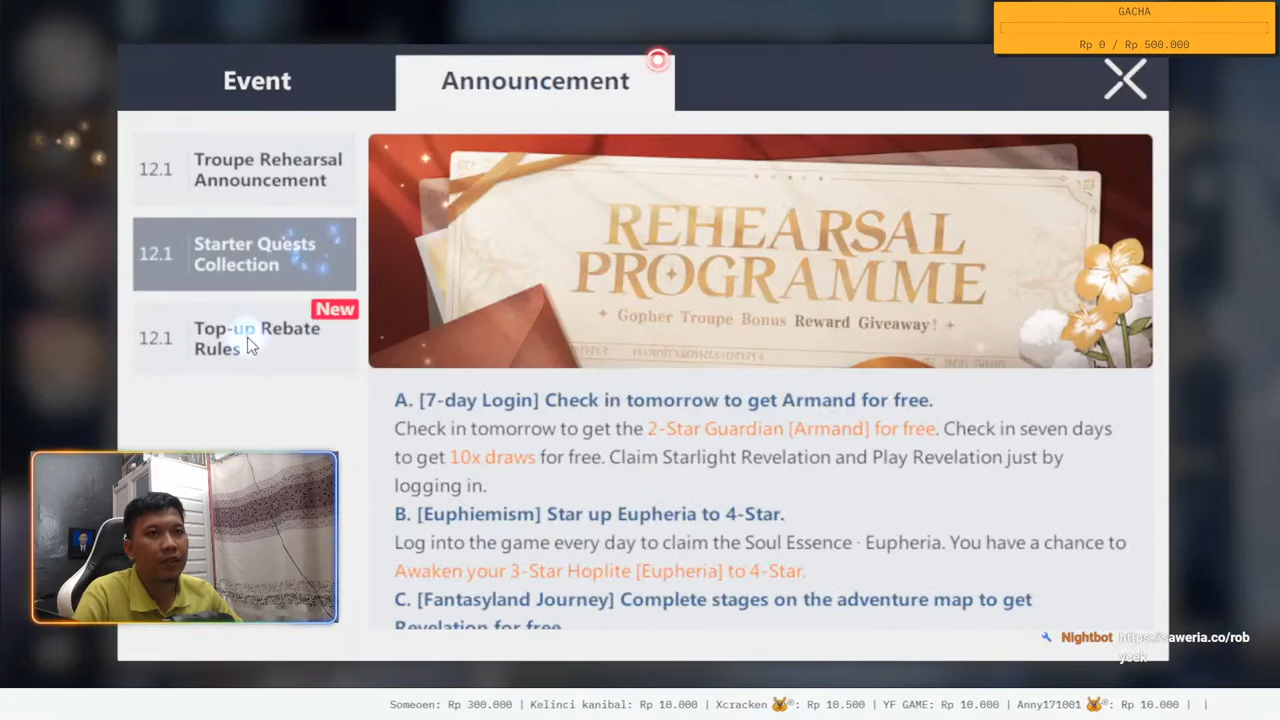 GACHA
Rp 0 / Rp 500.000
Event
Announcement
12.1
Troupe Rehearsal
Announcement
12.1
Starter Quests
Collection
New
12.1
Top-up Rebate
Rules
REHEARSAL
PROGRAMME
Gopher Troupe Bonus Reward Giveaway!
A. [7-day Login] Check in tomorrow to get Armand for free.
Check in tomorrow to get the 2-Star Guardian [Armand] for free. Check in seven days
to get 10x draws for free. Claim Starlight Revelation and Play Revelation just by
logging in.
B. [Euphiemism] Star up Eupheria to 4-Star.
Log into the game every day to claim the Soul Essence · Eupheria. You have a chance to
Awaken your 3-Star Hoplite [Eupheria] to 4-Star.
C. [Fantasyland Journey] Complete stages on the adventure map to get
Revelation for free
Nightbot https://saweria.co/rob
ycek
Someoen: Rp 300.000 | Kelinci kanibal: Rp 10.000 | Xcracken : Rp 10.500 | YF GAME: Rp 10.000 | Anny171001 : Rp 10.000 | |